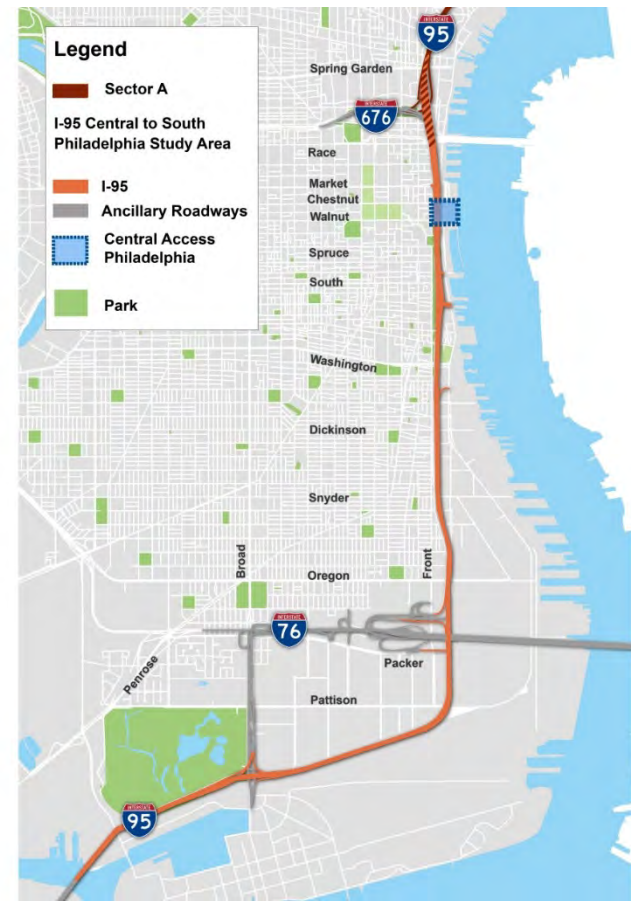 Legend
Sector A
I-95 Central to South
Philadelphia Study Area
I-95
Ancillary Roadways
Central Access
Philadelphia
Park
INTERSTATE
95
Spring Garden
INTERSTATE
676
Race
Market
Chestnut
Walnut
Spruce
South
Washington
Dickinson
Snyder
Broad
Oregon
Front
INTERSTATE
76
Packer
Penrose
Pattison
INTERSTATE
95